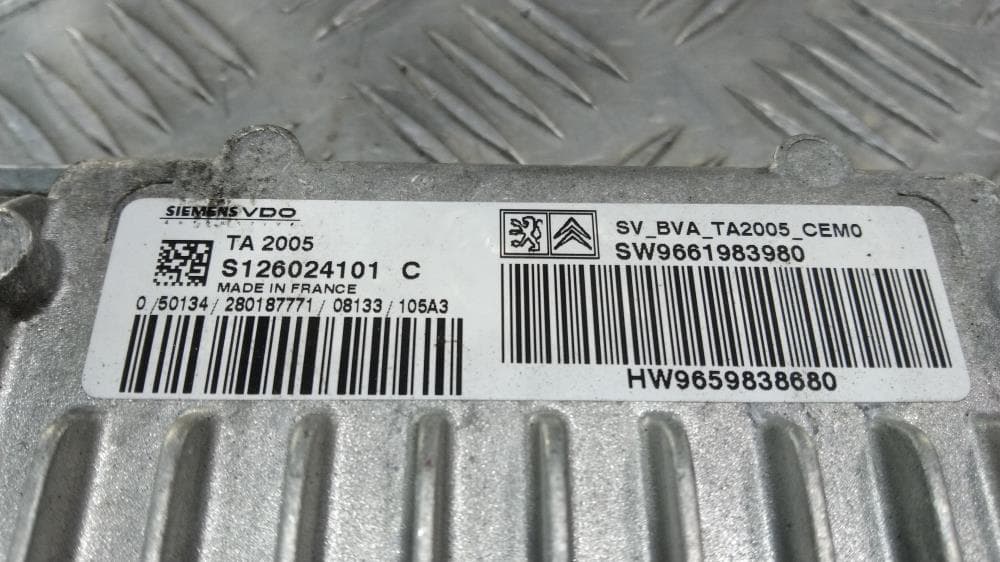 SIEMENS VDO
TA 2005
S126024101 C
MADE IN FRANCE
0/50134/280187771/08133/105A3
SV_BVA_TA2005_CEM0
SW9661983980
HW9659838680